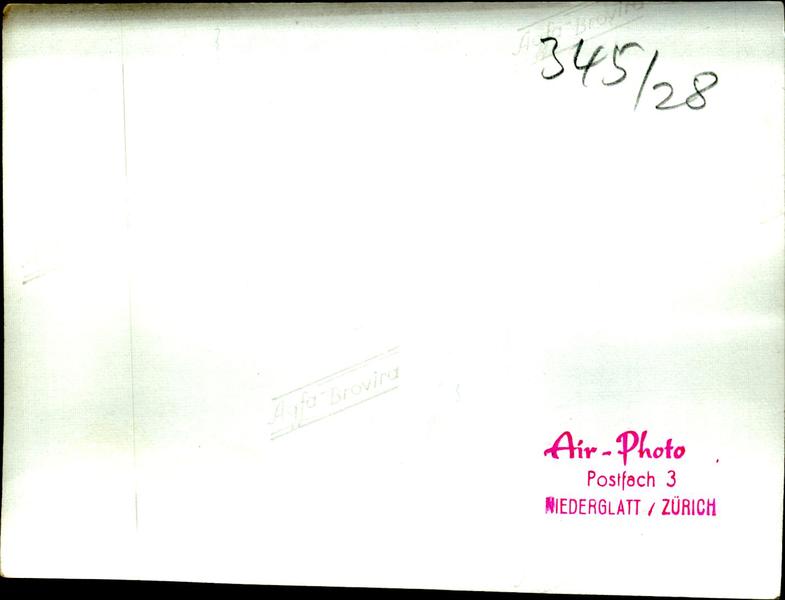 Agfa-Brovira
345/28
Agfa-Brovira
Air-Photo
Postfach 3
NIEDERGLATT / ZÜRICH